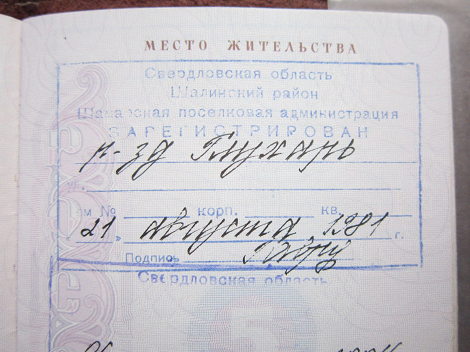 МЕСТО ЖИТЕЛЬСТВА
Свердловская область
Шалинский район
Шамарская поселковая администрация
ЗАРЕГИСТРИРОВАН
р-зд Глухарь
м № корп. кв.
21 „ августа 1981 г.
Подпись
Свердловская область